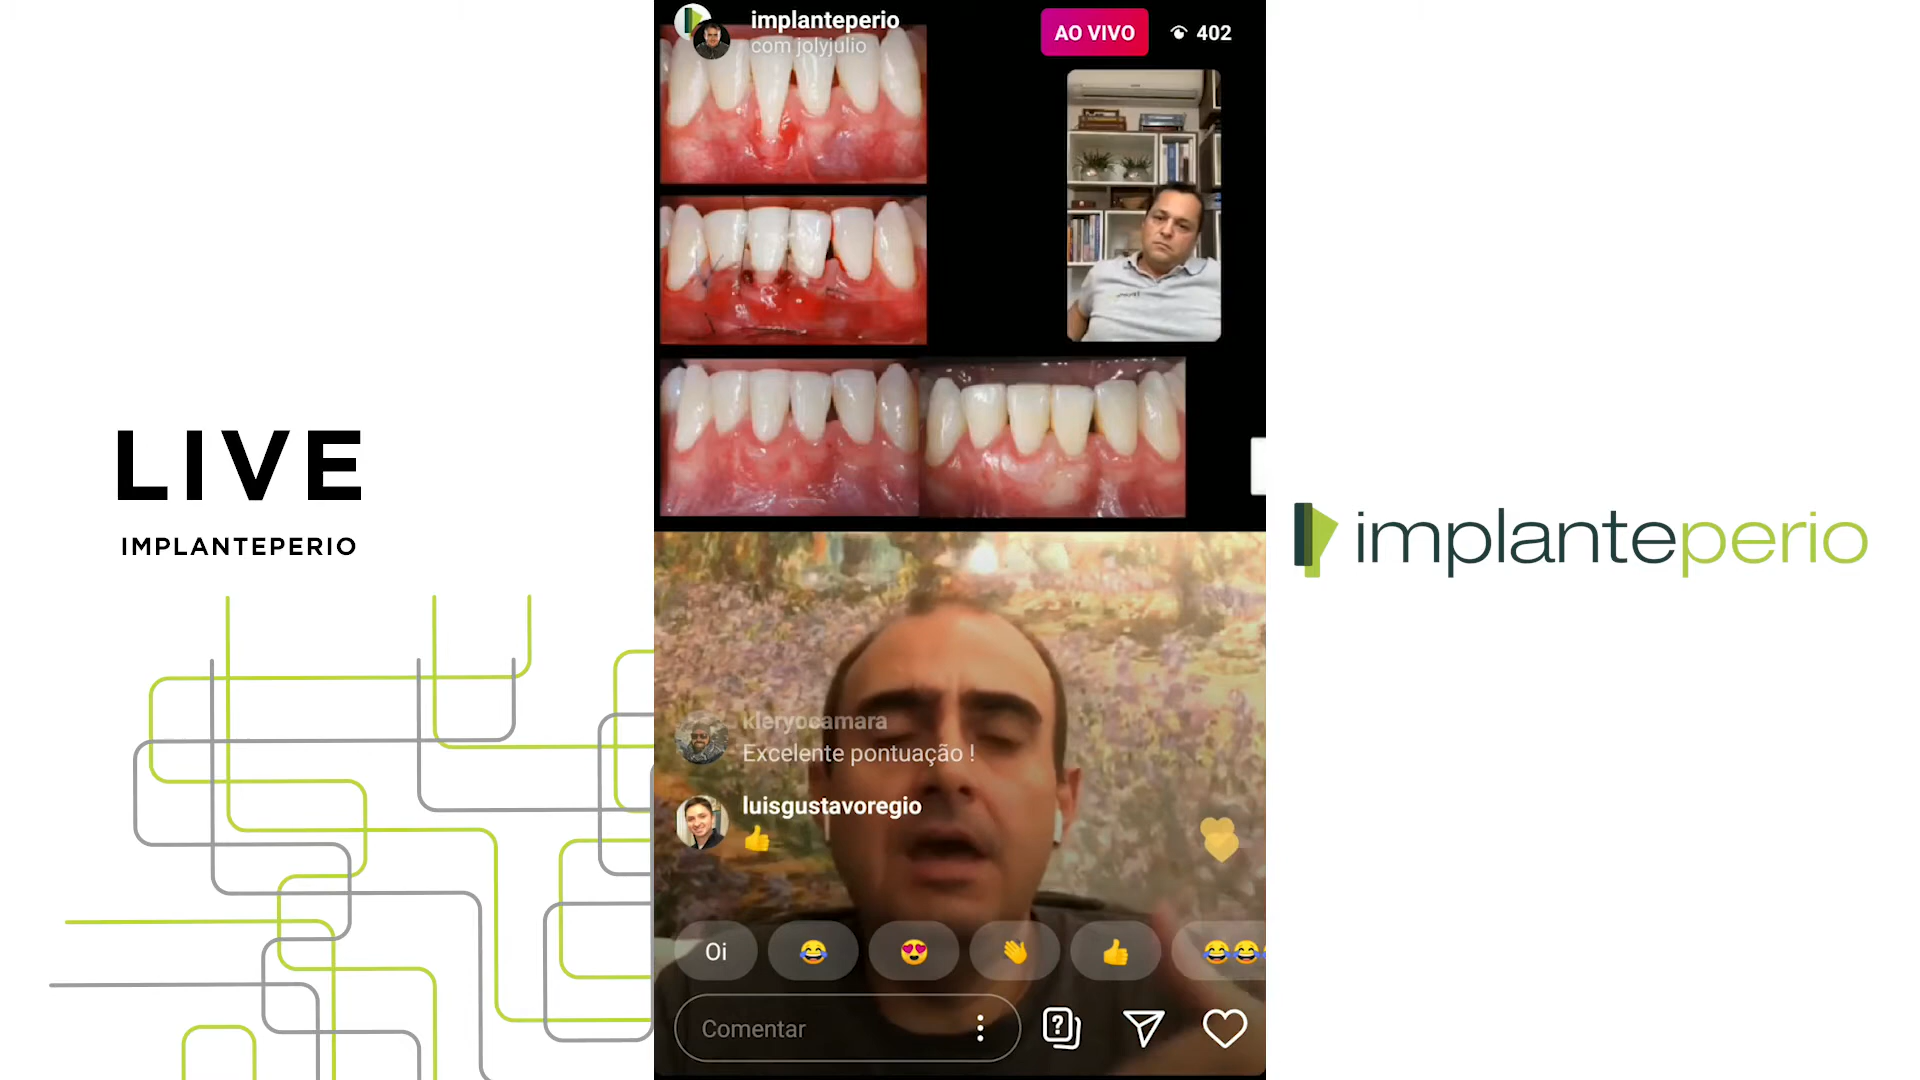 LIVE
IMPLANTEPERIO
implanteperio
com jolyjulio
AO VIVO
402
kleryocamara
Excelente pontuação !
luisgustavoregio
Oi
Comentar
implanteperio